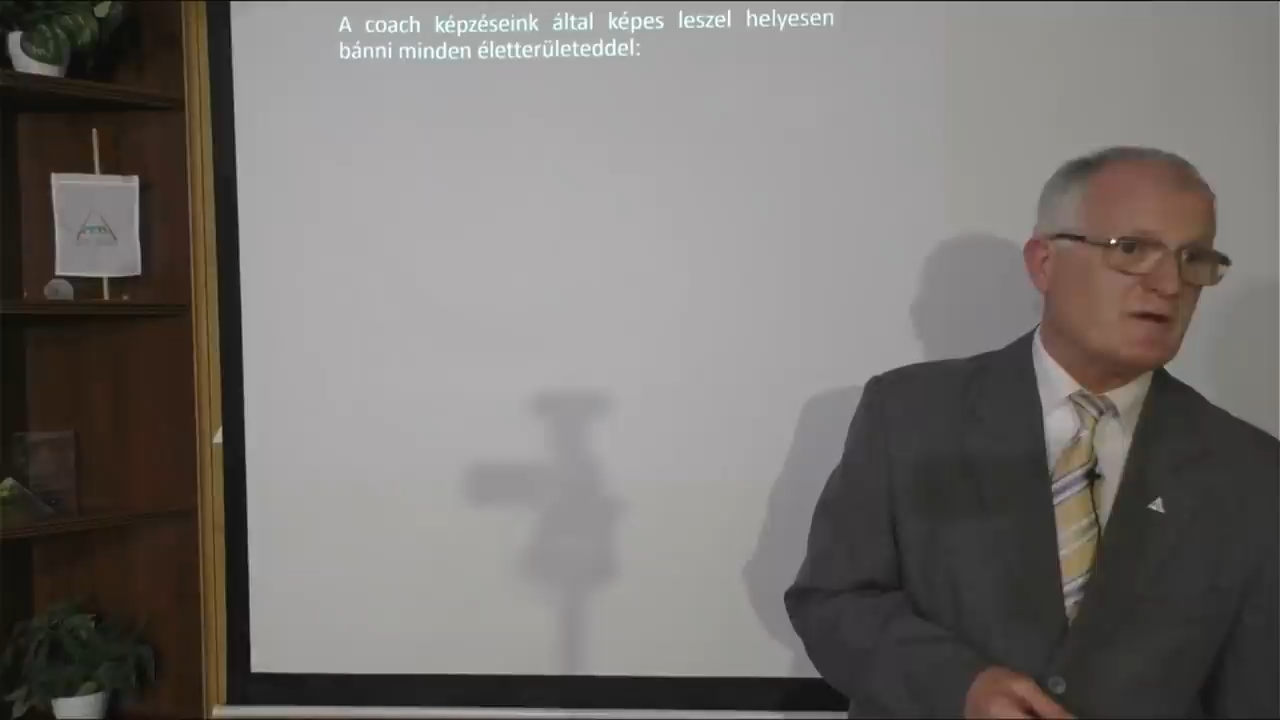 A coach képzéseink által képes leszel helyesen
bánni minden életterületeddel: